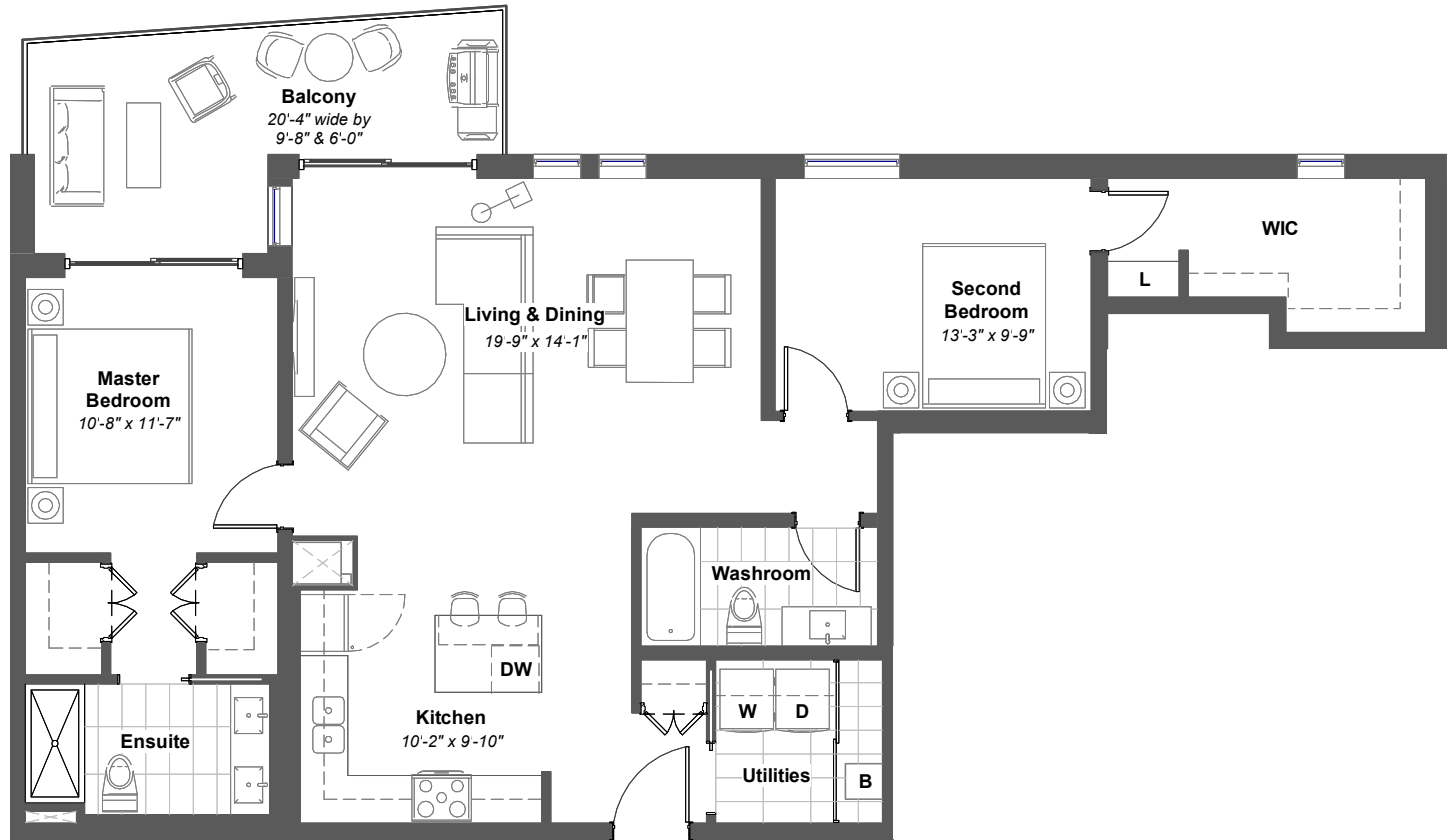 Balcony
20'-4" wide by
9'-8" & 6'-0"
WIC
L
Second
Bedroom
13'-3" x 9'-9"
Living & Dining
19'-9" x 14'-1"
Master
Bedroom
10'-8" x 11'-7"
Washroom
DW
Kitchen
10'-2" x 9'-10"
W
D
Ensuite
Utilities
B